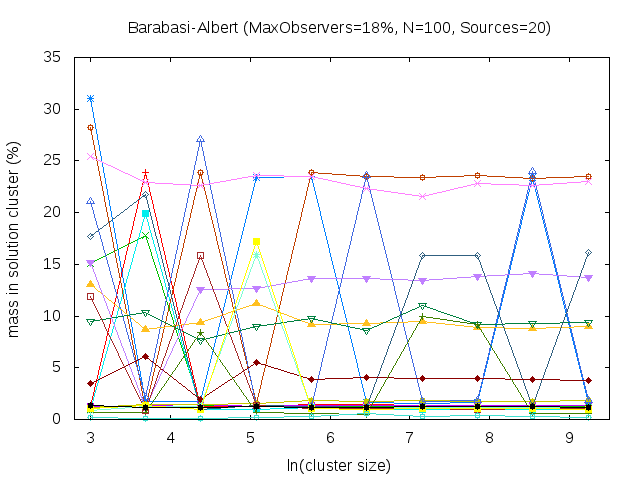 Barabasi-Albert (MaxObservers=18%, N=100, Sources=20)
mass in solution cluster (%)
35
30
25
20
15
10
5
0
3 4 5 6 7 8 9
ln(cluster size)